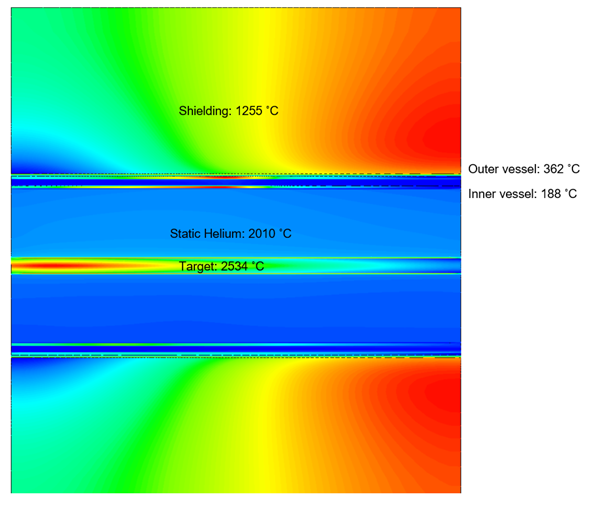 Shielding: 1255 ˚C
Outer vessel: 362 ˚C
Inner vessel: 188 ˚C
Static Helium: 2010 ˚C
Target: 2534 ˚C